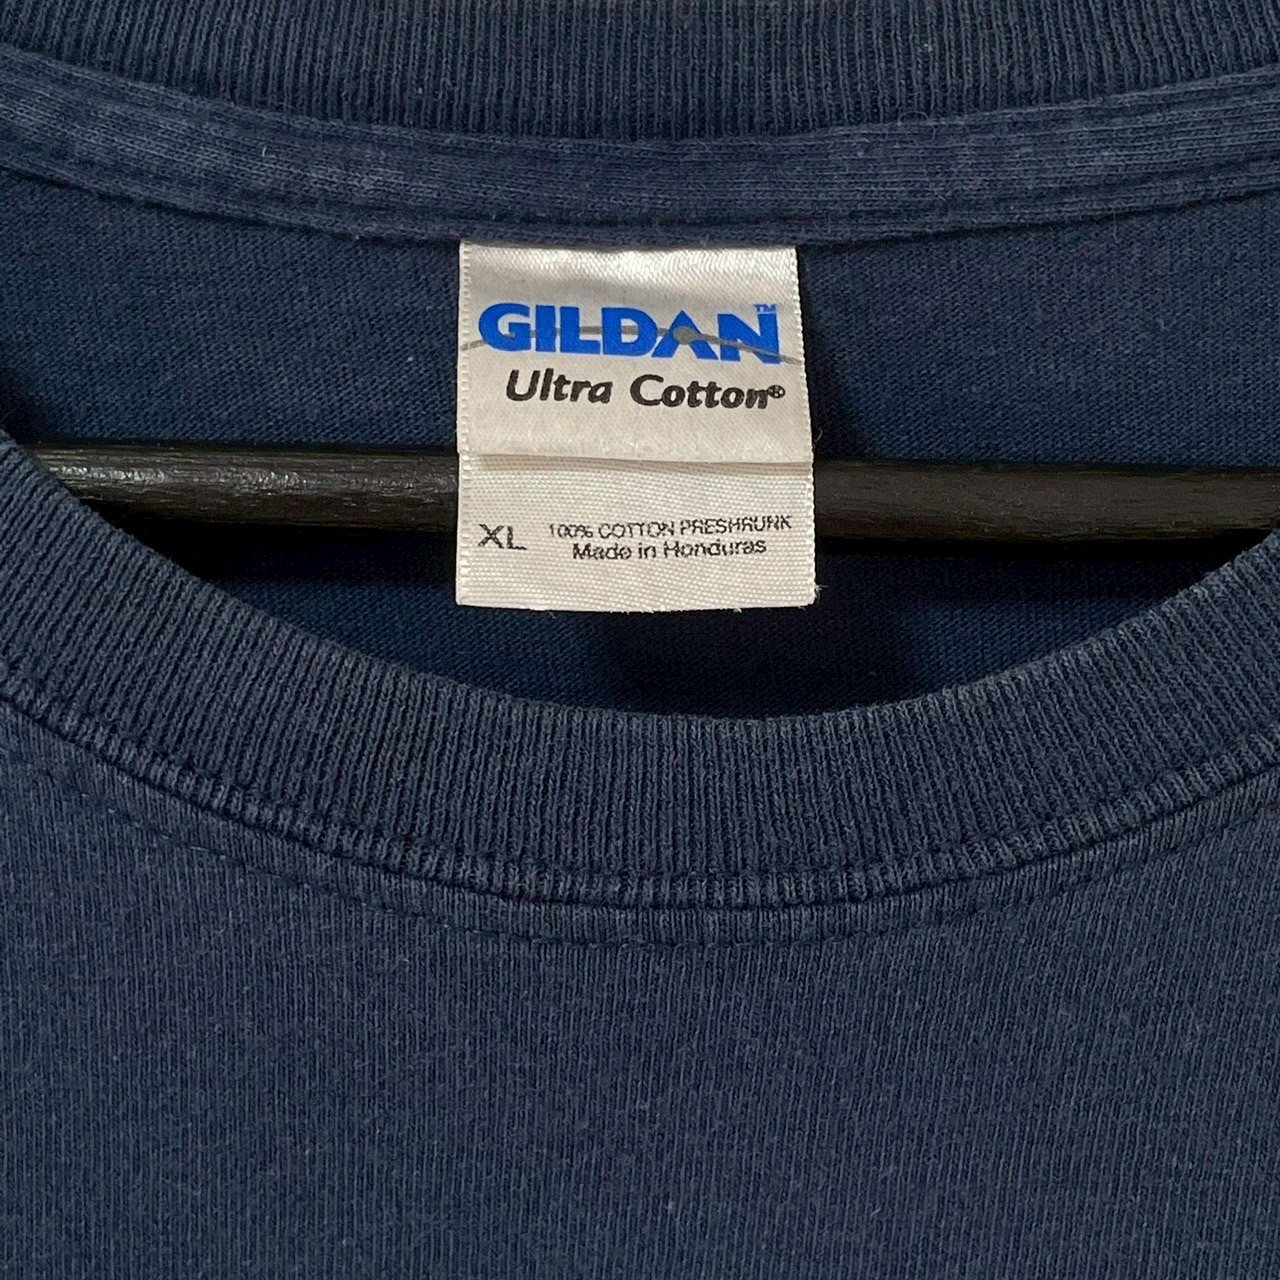 GILDAN™
Ultra Cotton®
XL
100% COTTON PRESHRUNK
Made in Honduras